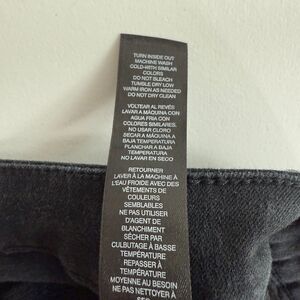 TURN INSIDE OUT
MACHINE WASH
COLD-WITH SIMILAR
COLORS
DO NOT BLEACH
TUMBLE DRY LOW
WARM IRON AS NEEDED
DO NOT DRY CLEAN
VOLTEAR AL REVÉS
LAVAR A MÁQUINA CON
AGUA FRIA CON
COLORES SIMILARES.
NO USAR CLORO
SECAR A MÁQUINA A
BAJA TEMPERATURA
PLANCHAR A BAJA
TEMPERATURA
NO LAVAR EN SECO
RETOURNER
LAVER À LA MACHINE À
L'EAU FROIDE AVEC DES
VÊTEMENTS DE
COULEURS
SEMBLABLES
NE PAS UTILISER
D'AGENT DE
BLANCHIMENT
SÉCHER PAR
CULBUTAGE À BASSE
TEMPÉRATURE
REPASSER À
TEMPÉRATURE
MOYENNE AU BESOIN
NE PAS NETTOYER À
SEC